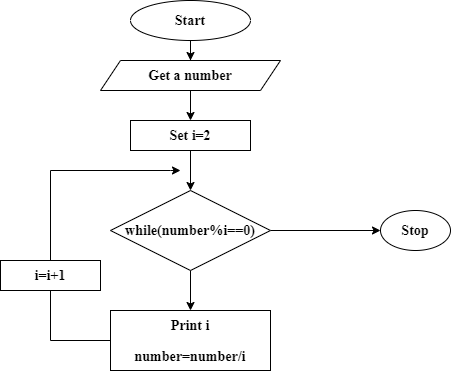 Start
Get a number
Set i=2
while(number%i==0)
Stop
i=i+1
Print i
number=number/i